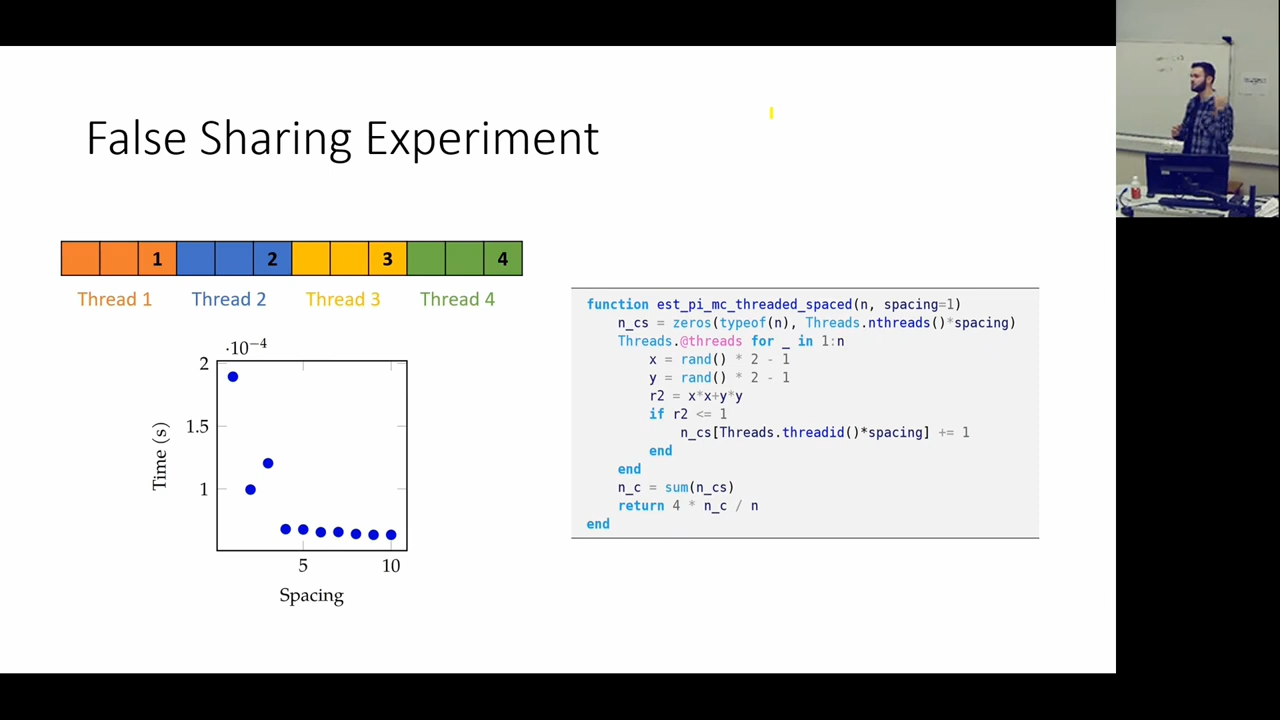 False Sharing Experiment
1 2 3 4
Thread 1 Thread 2 Thread 3 Thread 4
·10⁻⁴
2
1.5
1
Time (s)
5 10
Spacing
function est_pi_mc_threaded_spaced(n, spacing=1)
    n_cs = zeros(typeof(n), Threads.nthreads()*spacing)
    Threads.@threads for _ in 1:n
        x = rand() * 2 - 1
        y = rand() * 2 - 1
        r2 = x*x+y*y
        if r2 <= 1
            n_cs[Threads.threadid()*spacing] += 1
        end
    end
    n_c = sum(n_cs)
    return 4 * n_c / n
end